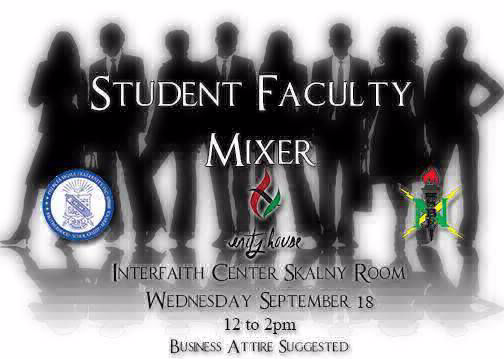 STUDENT FACULTY
MIXER
unity house
INTERFAITH CENTER SKALNY ROOM
WEDNESDAY SEPTEMBER 18
12 to 2pm
BUSINESS ATTIRE SUGGESTED